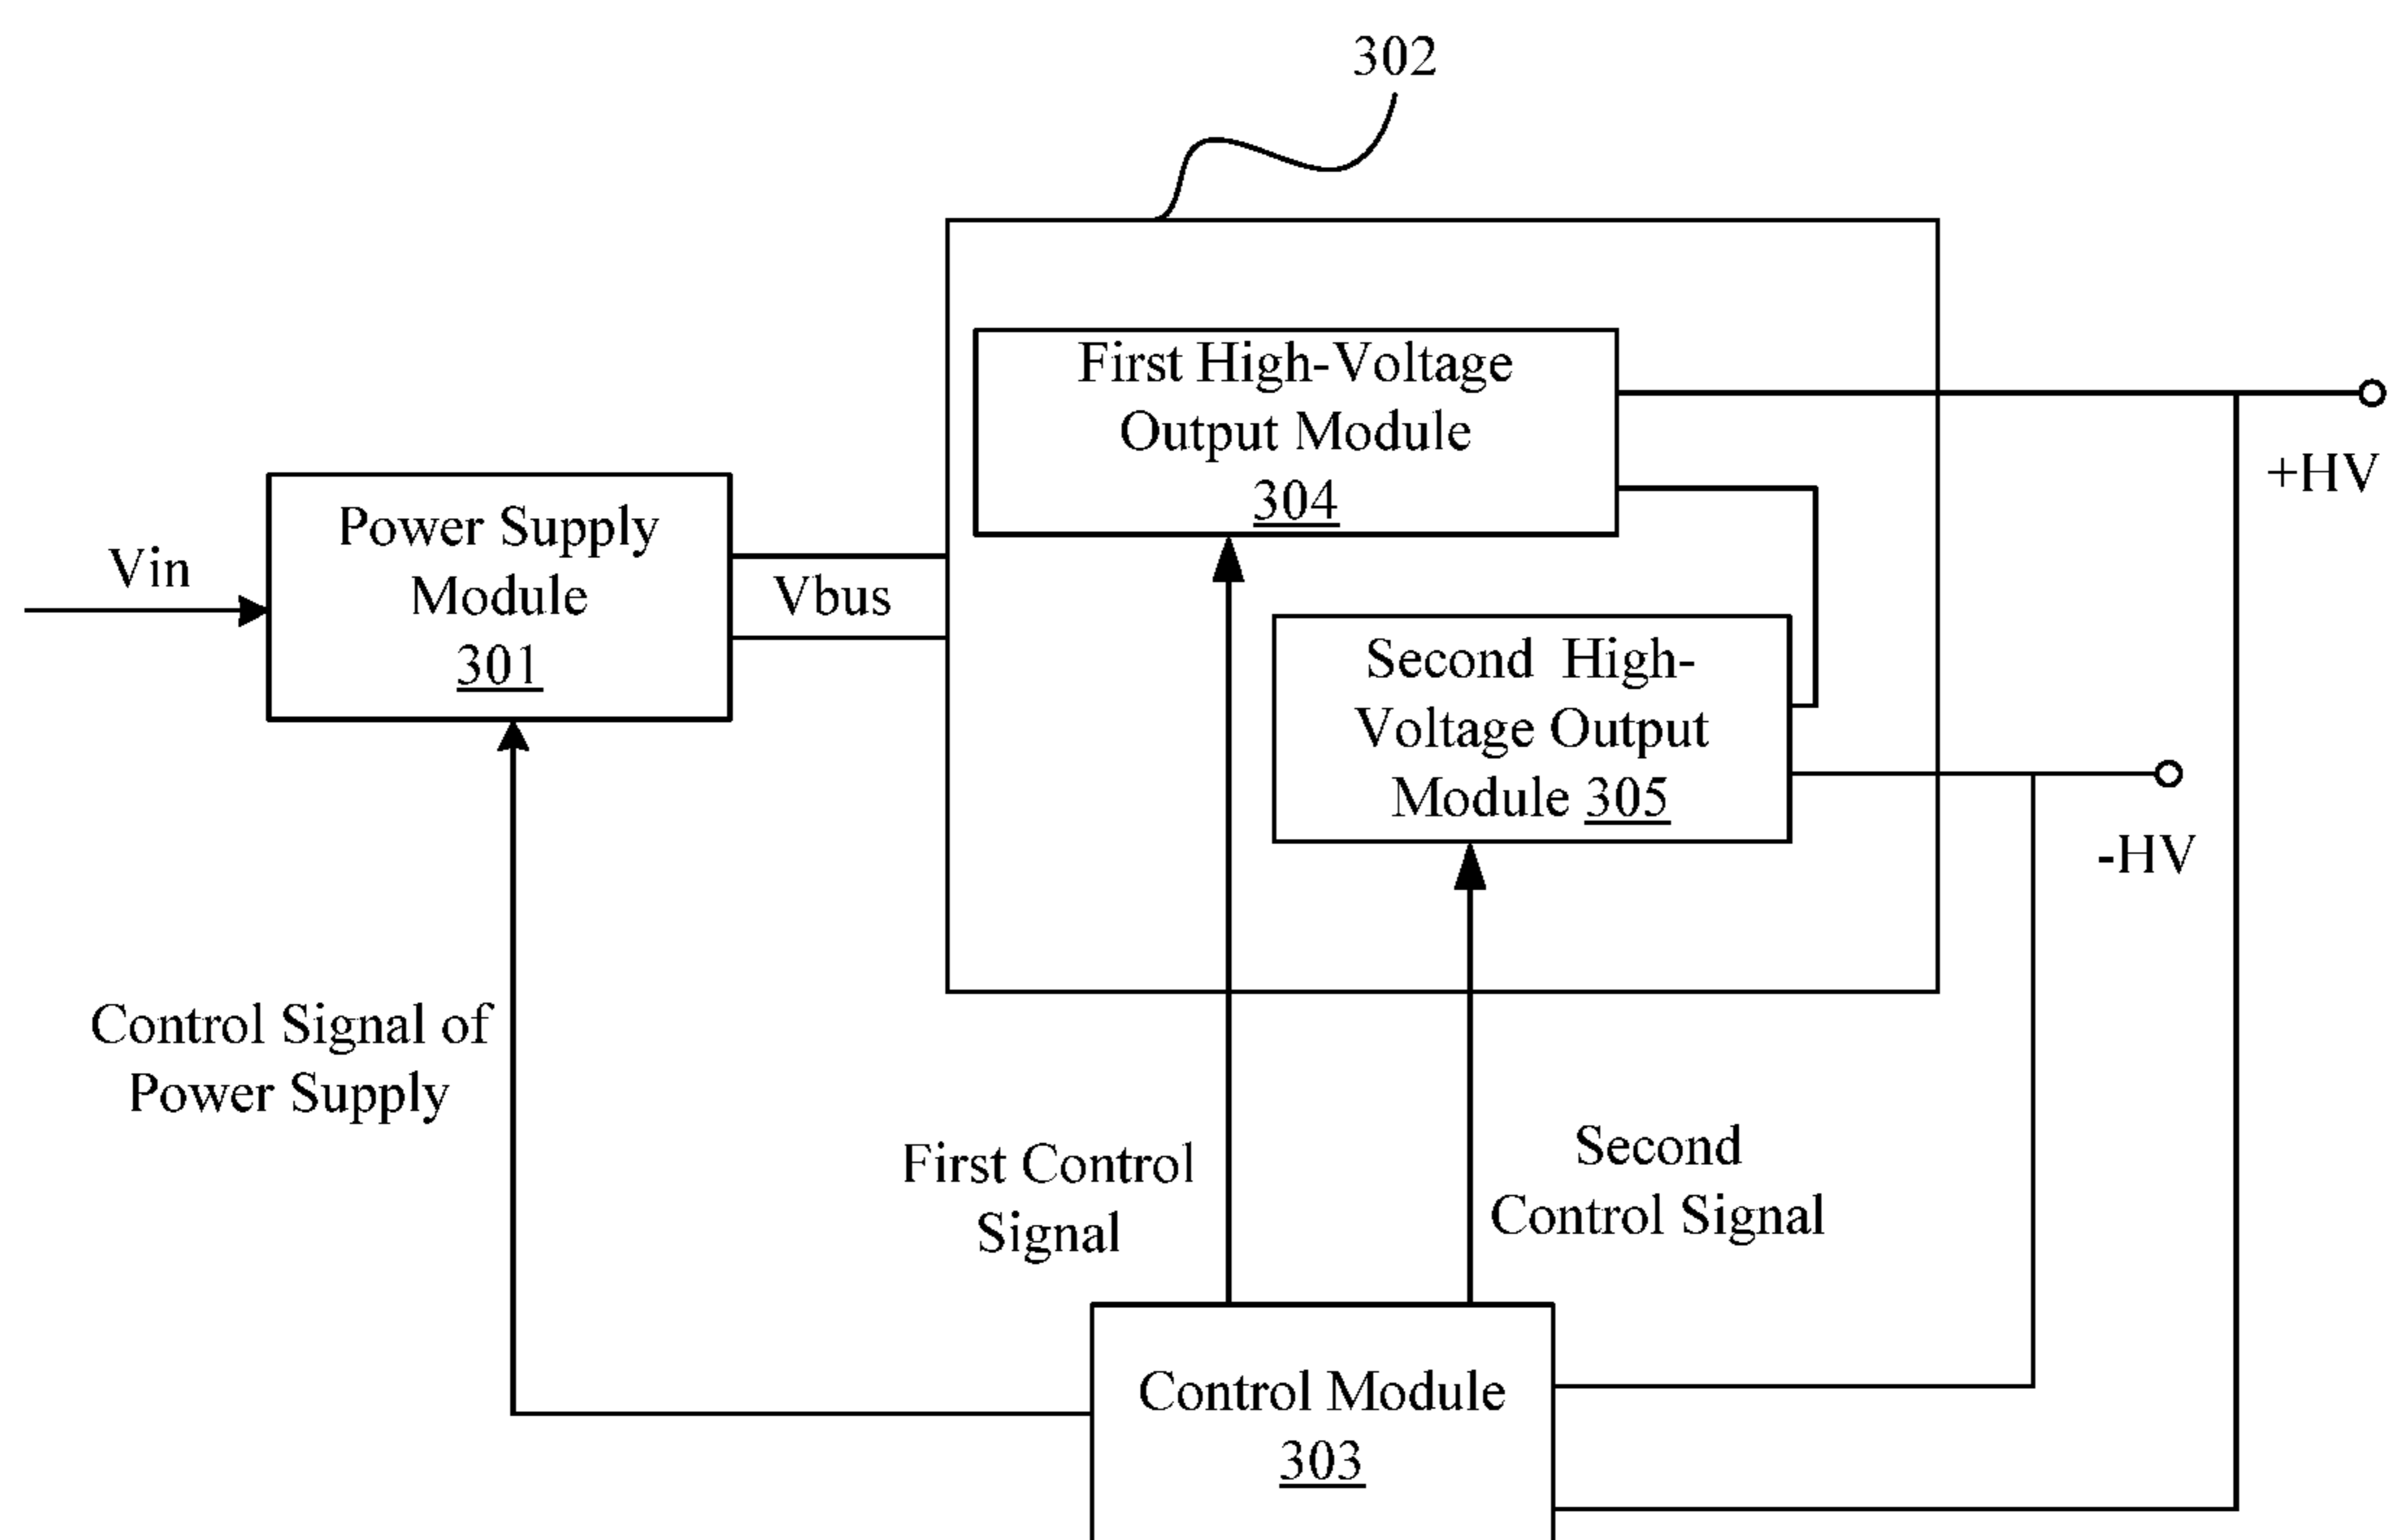 302
First High-Voltage
Output Module
304
+HV
Power Supply
Module
301
Vin
Vbus
Second High-
Voltage Output
Module 305
-HV
Control Signal of
Power Supply
First Control
Signal
Second
Control Signal
Control Module
303